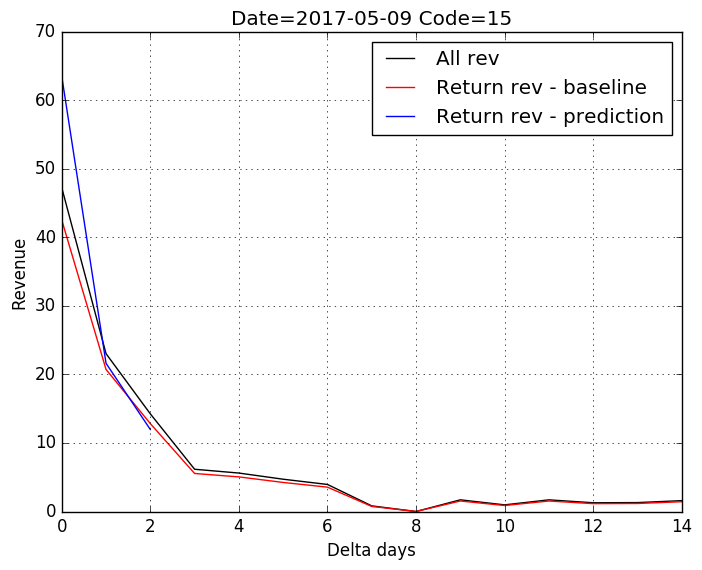 Date=2017-05-09 Code=15
All rev
Return rev - baseline
Return rev - prediction
70
60
50
40
30
20
10
0
Revenue
0 2 4 6 8 10 12 14
Delta days